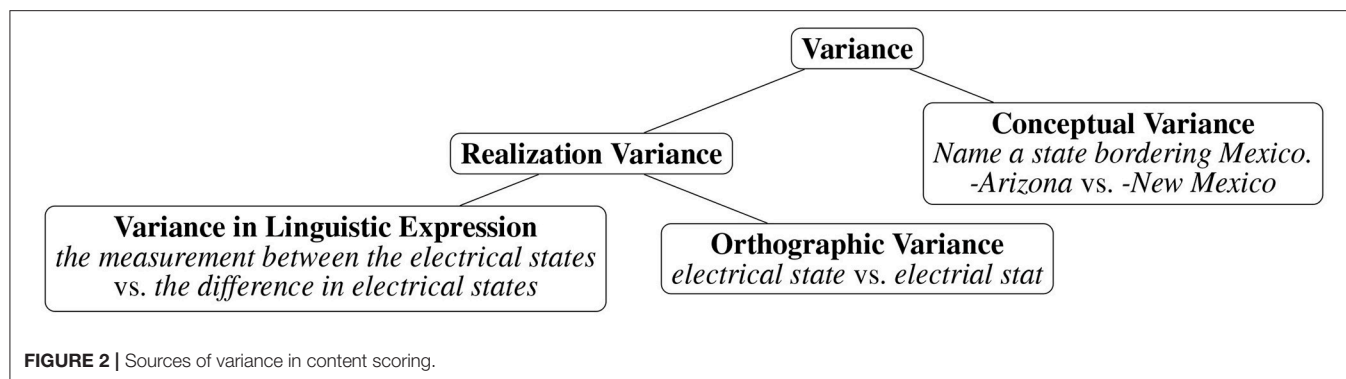 Variance
Conceptual Variance
Name a state bordering Mexico.
-Arizona vs. -New Mexico
Realization Variance
Variance in Linguistic Expression
the measurement between the electrical states
vs. the difference in electrical states
Orthographic Variance
electrical state vs. electrial stat
FIGURE 2 | Sources of variance in content scoring.